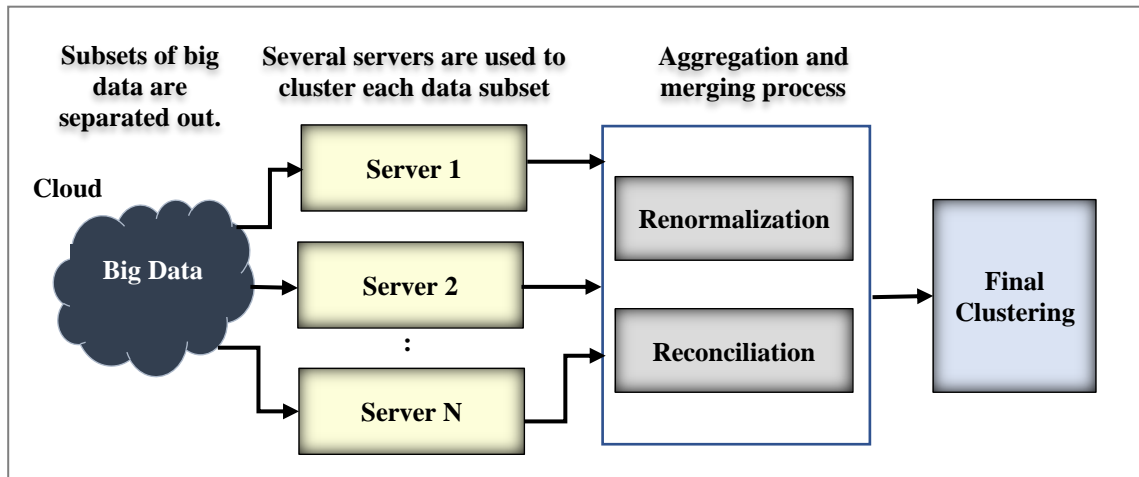 Subsets of big
data are
separated out.
Several servers are used to
cluster each data subset
Aggregation and
merging process
Cloud
Big Data
Server 1
Server 2
:
Server N
Renormalization
Reconciliation
Final
Clustering